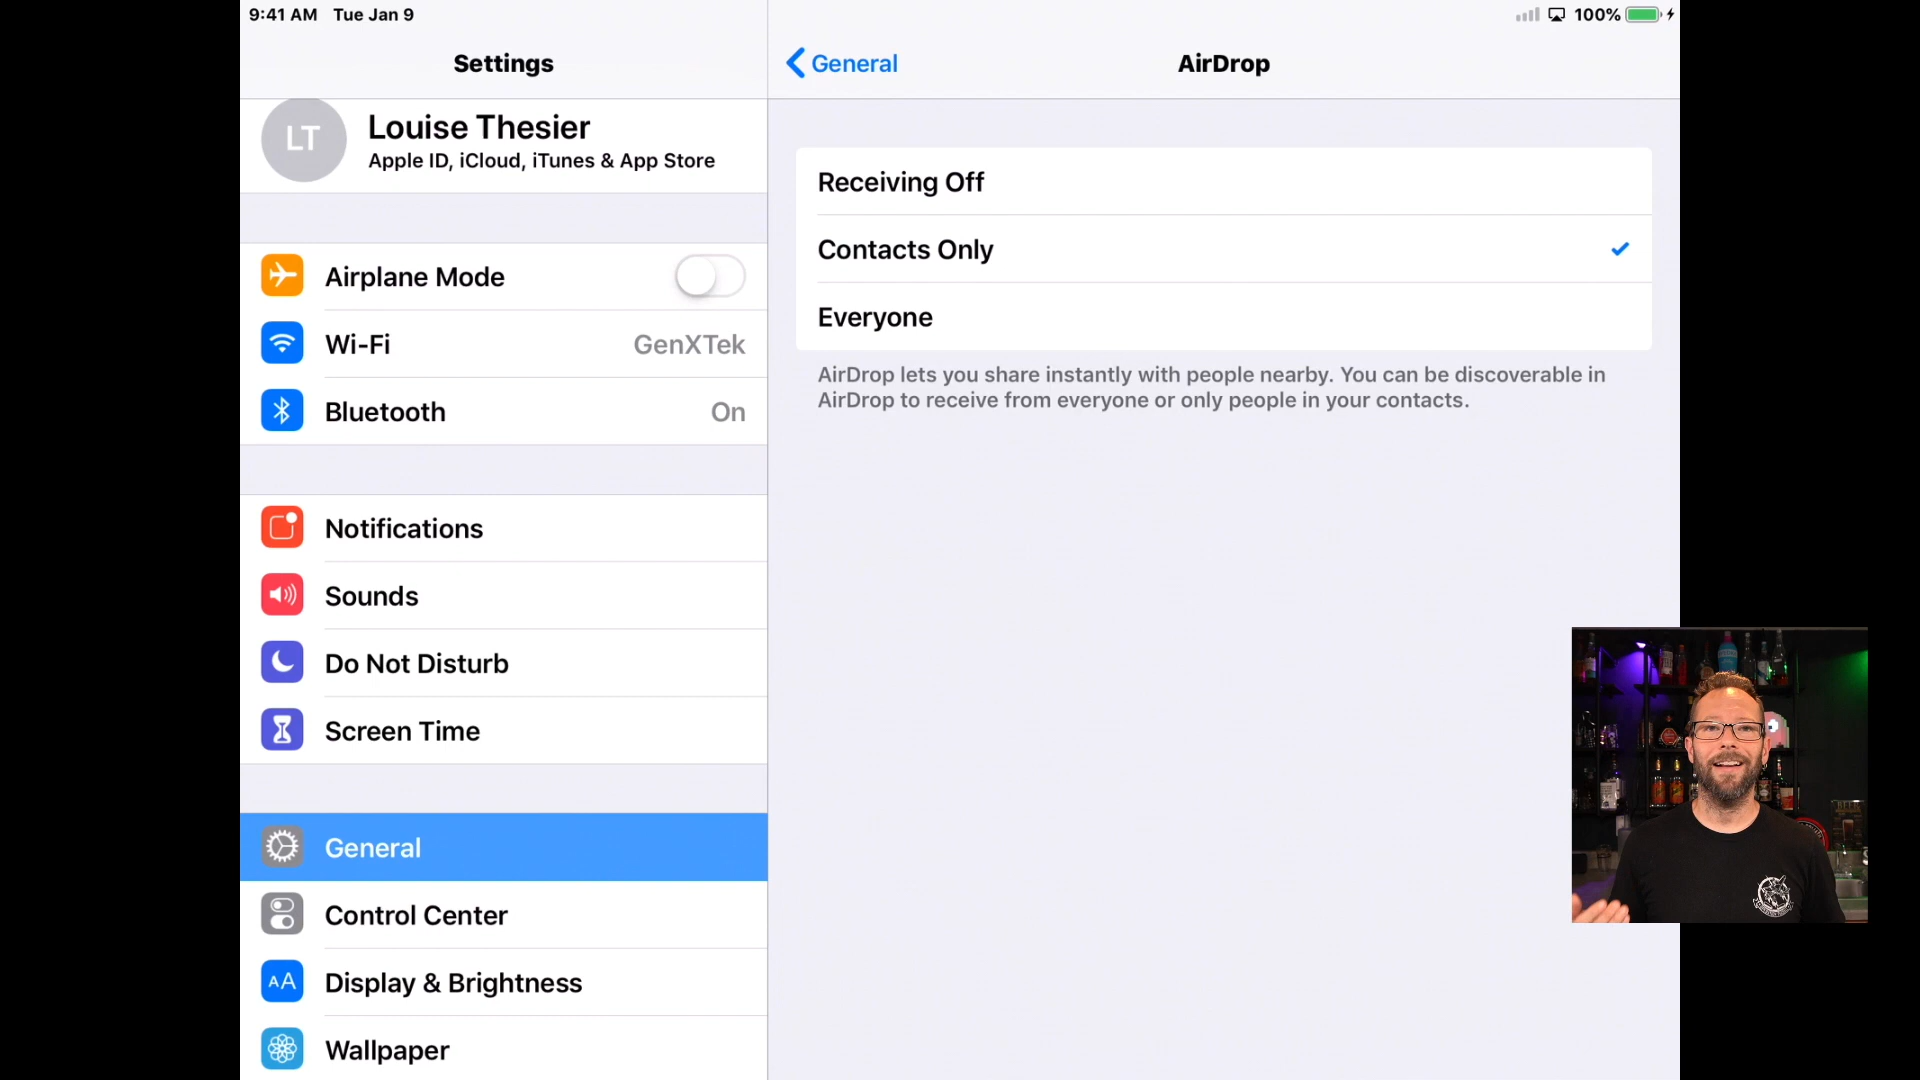 9:41 AM Tue Jan 9
100%
Settings
General
AirDrop
LT
Louise Thesier
Apple ID, iCloud, iTunes & App Store
Airplane Mode
Wi-Fi GenXTek
Bluetooth On
Notifications
Sounds
Do Not Disturb
Screen Time
General
Control Center
AA Display & Brightness
Wallpaper
Receiving Off
Contacts Only
Everyone
AirDrop lets you share instantly with people nearby. You can be discoverable in
AirDrop to receive from everyone or only people in your contacts.